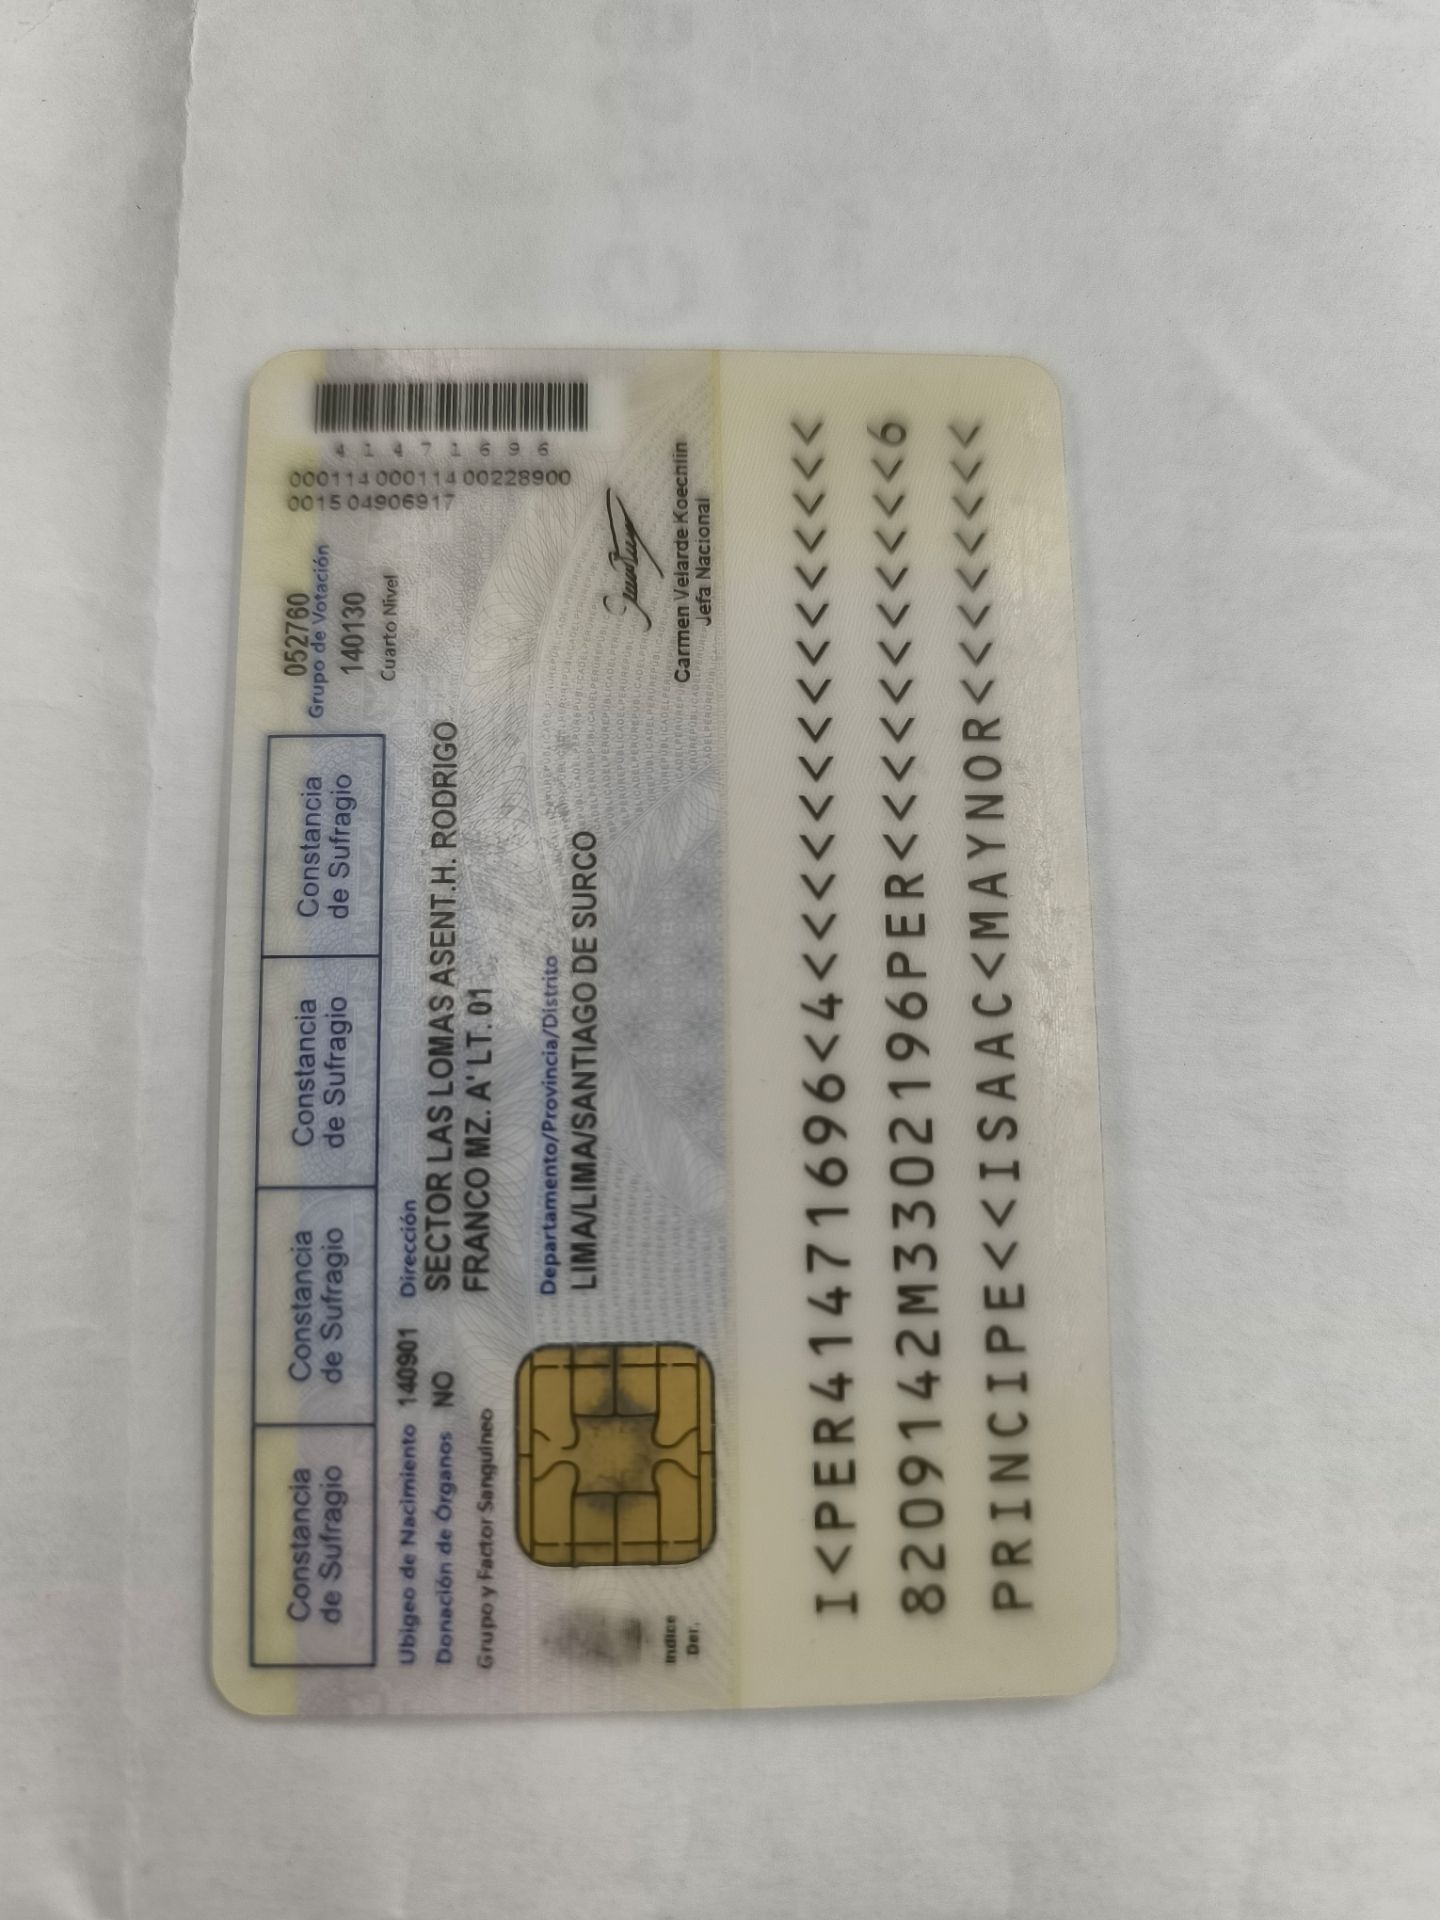 Constancia de Sufragio
Constancia de Sufragio
Constancia de Sufragio
Constancia de Sufragio
052760
Grupo de Votación
140130
Cuarto Nivel
41471696
000114 000114 00228900
0015 04906917
Ubigeo de Nacimiento 140901
Donación de Órganos NO
Grupo y Factor Sanguíneo
Dirección
SECTOR LAS LOMAS ASENT.H. RODRIGO
FRANCO MZ. A' LT. 01
Departamento/Provincia/Distrito
LIMA/LIMA/SANTIAGO DE SURCO
Indice
Der.
Carmen Velarde Koechlin
Jefa Nacional
I<PER41471696<4<<<<<<<<<<<<<<<
8209142M3302196PER<<<<<<<<<<<6
PRINCIPE<<ISAAC<MAYNOR<<<<<<<<